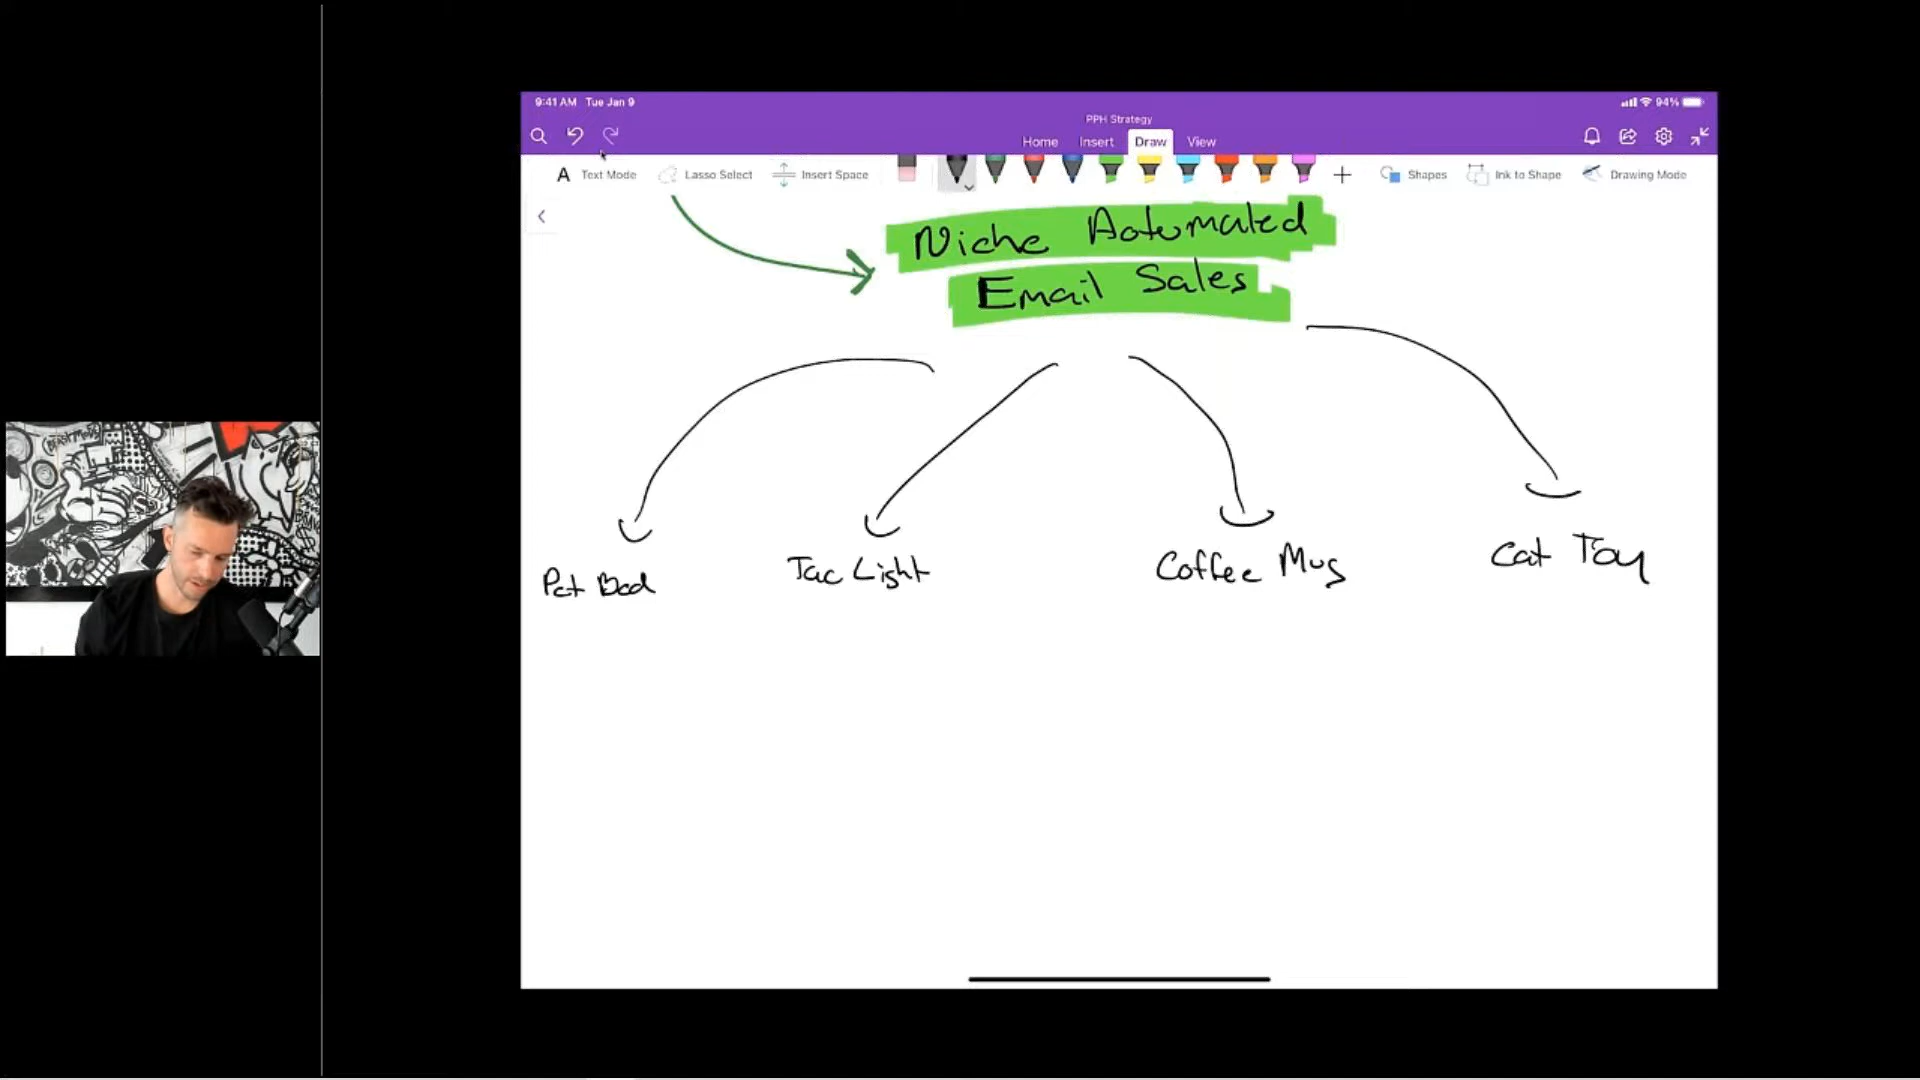 9:41 AM Tue Jan 9
94%
PPH Strategy
Home Insert Draw View
A Text Mode Lasso Select Insert Space Shapes Ink to Shape Drawing Mode
Niche Automated
Email Sales
Pet Bed
Tac Light
Coffee Mug
Cat Toy